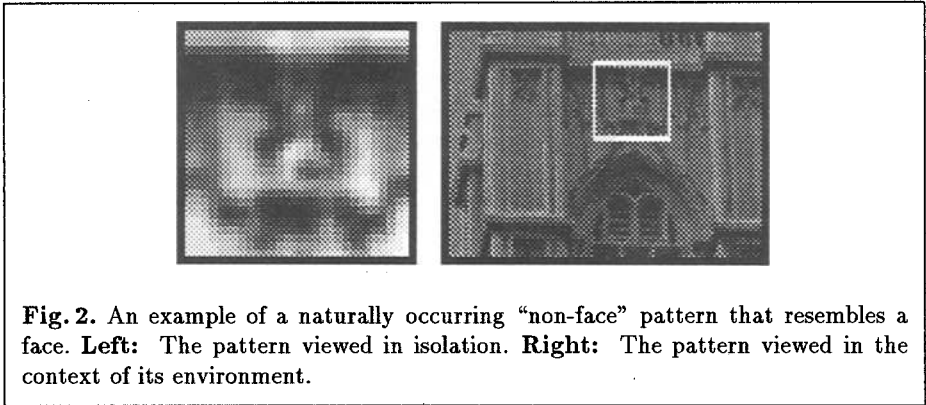 Fig. 2. An example of a naturally occurring “non-face” pattern that resembles a
face. Left: The pattern viewed in isolation. Right: The pattern viewed in the
context of its environment.